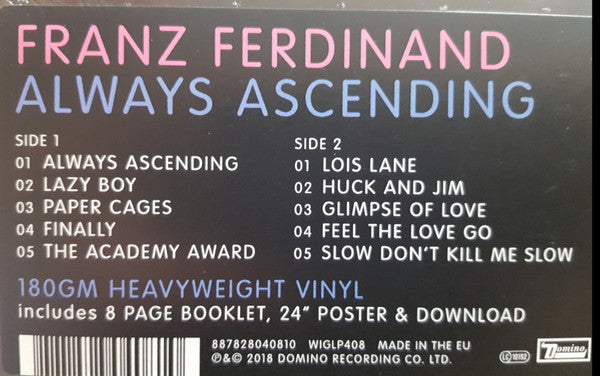 FRANZ FERDINAND
ALWAYS ASCENDING
SIDE 1
01 ALWAYS ASCENDING
02 LAZY BOY
03 PAPER CAGES
04 FINALLY
05 THE ACADEMY AWARD
SIDE 2
01 LOIS LANE
02 HUCK AND JIM
03 GLIMPSE OF LOVE
04 FEEL THE LOVE GO
05 SLOW DON'T KILL ME SLOW
180GM HEAVYWEIGHT VINYL
includes 8 PAGE BOOKLET, 24" POSTER & DOWNLOAD
887828040810 WIGLP408 MADE IN THE EU
℗&© 2018 DOMINO RECORDING CO. LTD.
LC 10192
Domino